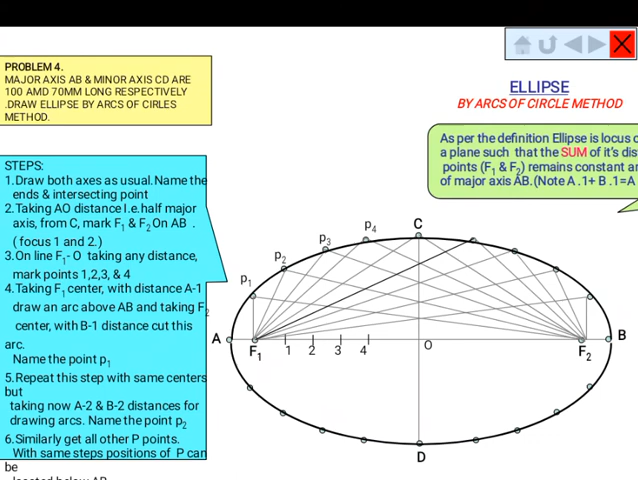 PROBLEM 4.
MAJOR AXIS AB & MINOR AXIS CD ARE
100 AMD 70MM LONG RESPECTIVELY
.DRAW ELLIPSE BY ARCS OF CIRLES
METHOD.
ELLIPSE
BY ARCS OF CIRCLE METHOD
As per the definition Ellipse is locus o
a plane such that the SUM of it's dis
points (F1 & F2) remains constant an
of major axis AB.(Note A .1+ B .1=A
STEPS:
1.Draw both axes as usual.Name the
ends & intersecting point
2.Taking AO distance I.e.half major
axis, from C, mark F1 & F2 On AB .
( focus 1 and 2.)
3.On line F1- O taking any distance,
mark points 1,2,3, & 4
4.Taking F1 center, with distance A-1
draw an arc above AB and taking F2
center, with B-1 distance cut this
arc.
Name the point p1
5.Repeat this step with same centers
but
taking now A-2 & B-2 distances for
drawing arcs. Name the point p2
6.Similarly get all other P points.
With same steps positions of P can
be
located below AB
C
p4
p3
p2
p1
A
B
F1
1
2
3
4
O
F2
D